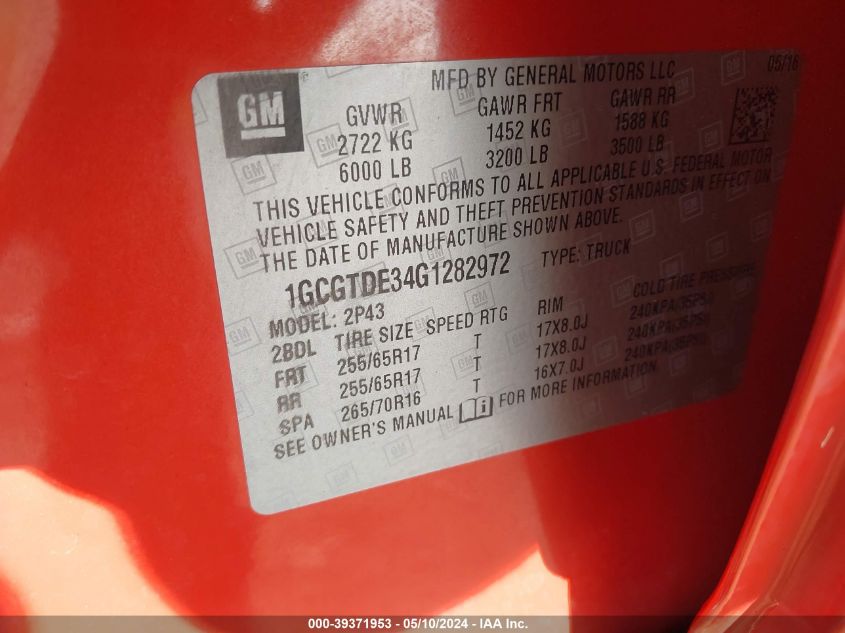 GM
MFD BY GENERAL MOTORS LLC 05/16
GVWR GAWR FRT GAWR RR
2722 KG 1452 KG 1588 KG
6000 LB 3200 LB 3500 LB
THIS VEHICLE CONFORMS TO ALL APPLICABLE U.S. FEDERAL MOTOR
VEHICLE SAFETY AND THEFT PREVENTION STANDARDS IN EFFECT ON
THE DATE OF MANUFACTURE SHOWN ABOVE.
1GCGTDE34G1282972 TYPE: TRUCK
MODEL: 2P43
2BDL TIRE SIZE SPEED RTG RIM COLD TIRE PRESSURE
FRT 255/65R17 T 17X8.0J 240KPA(35PSI)
RR 255/65R17 T 17X8.0J 240KPA(35PSI)
SPA 265/70R16 T 16X7.0J 240KPA(35PSI)
SEE OWNER'S MANUAL FOR MORE INFORMATION.
000-39371953 - 05/10/2024 - IAA Inc.